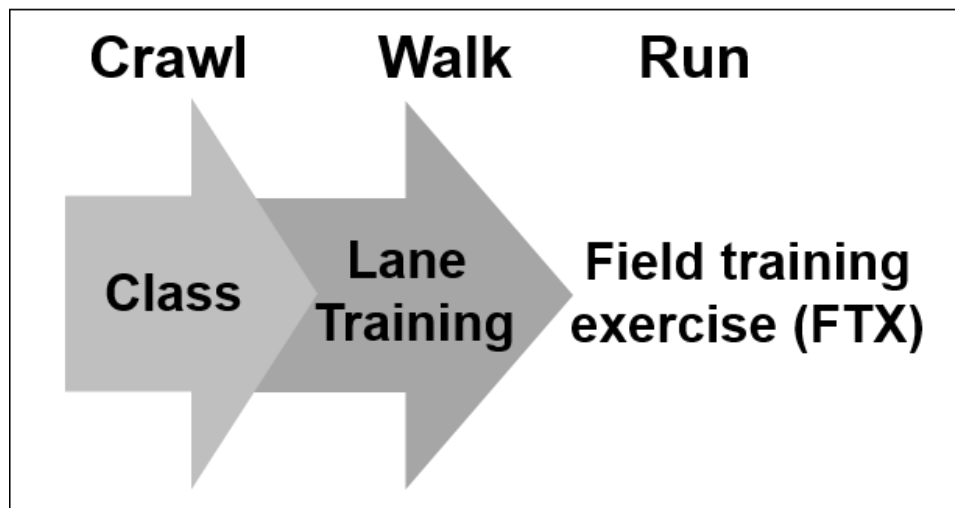 Crawl Walk Run
Class
Lane
Training
Field training
exercise (FTX)